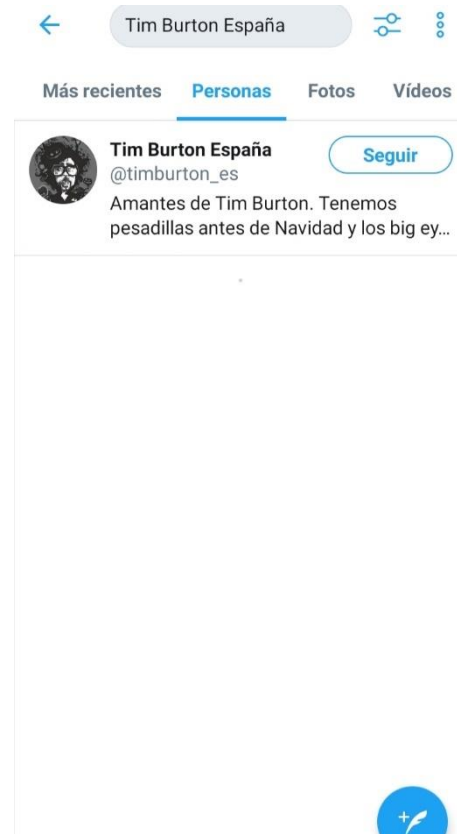 Tim Burton España
Más recientes Personas Fotos Vídeos
Tim Burton España
Seguir
@timburton_es
Amantes de Tim Burton. Tenemos
pesadillas antes de Navidad y los big ey...